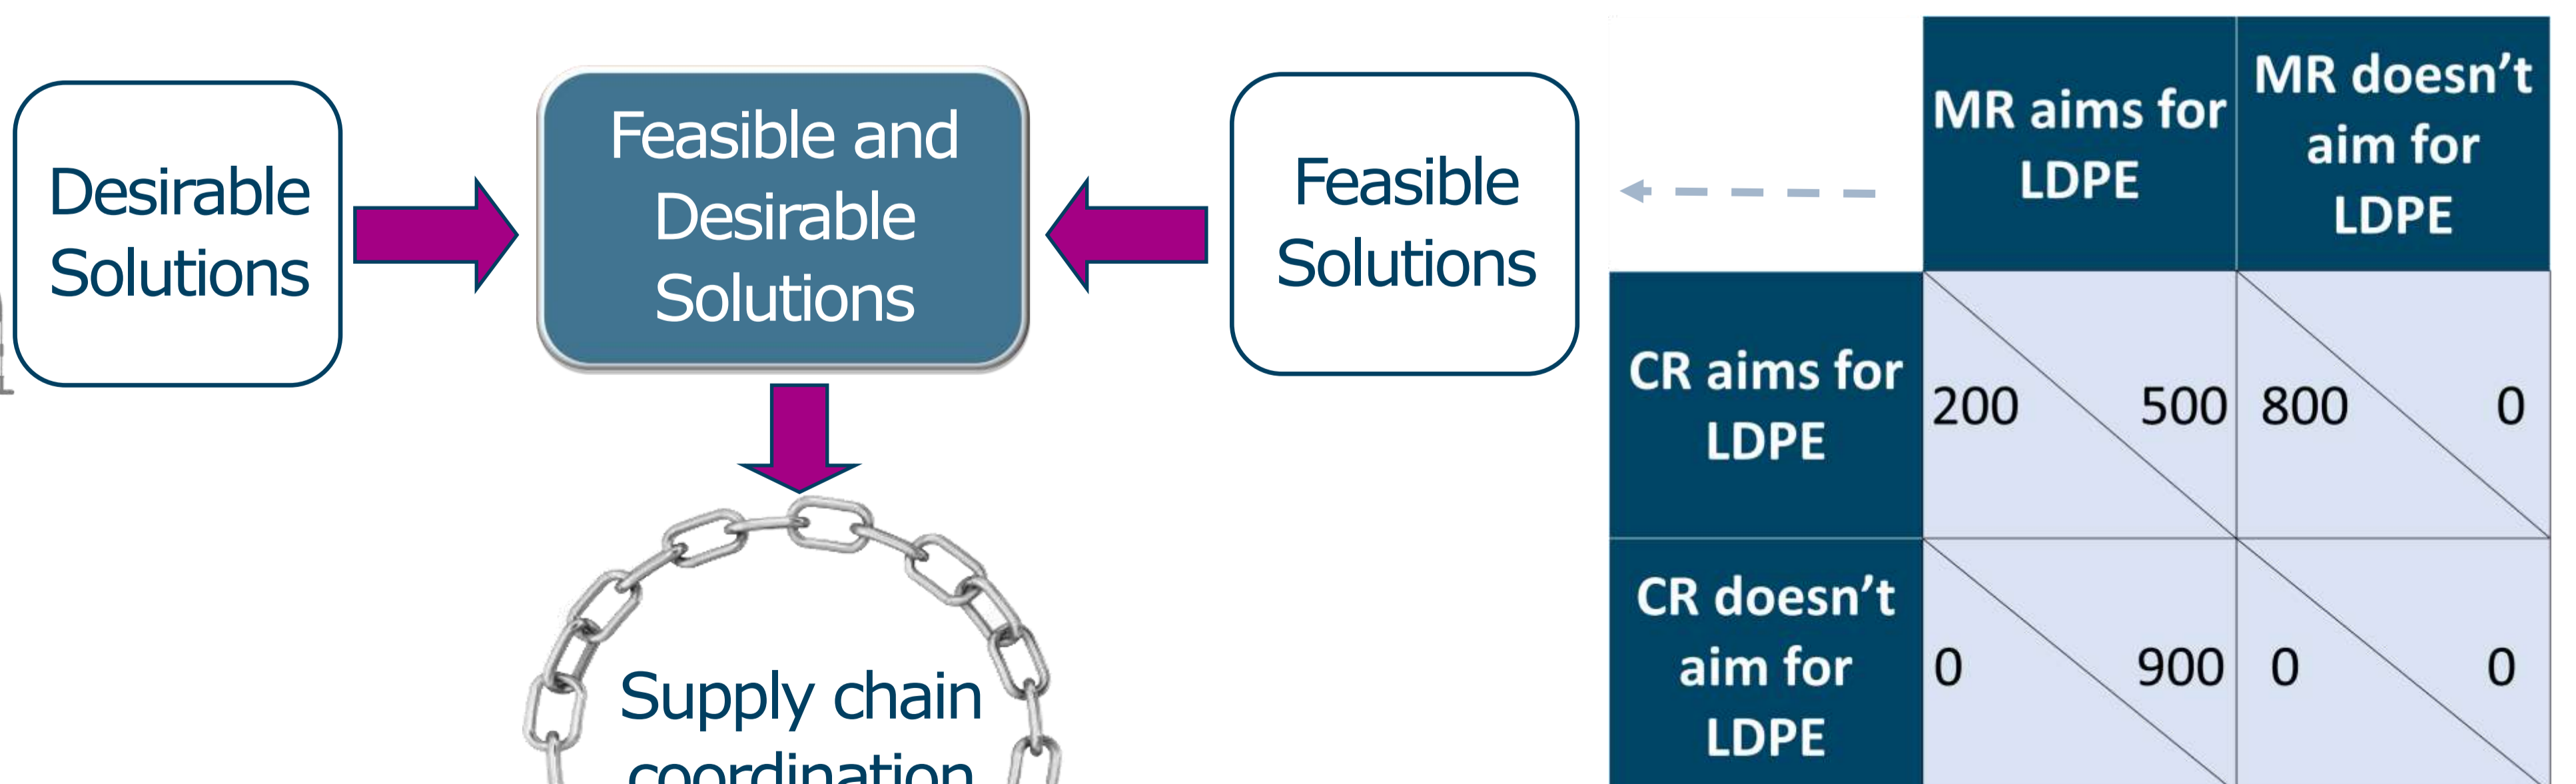 Desirable
Solutions
Feasible and
Desirable
Solutions
Feasible
Solutions
Supply chain
coordination
MR aims for
LDPE
MR doesn’t
aim for
LDPE
CR aims for
LDPE
200 500 800 0
CR doesn’t
aim for
LDPE
0 900 0 0